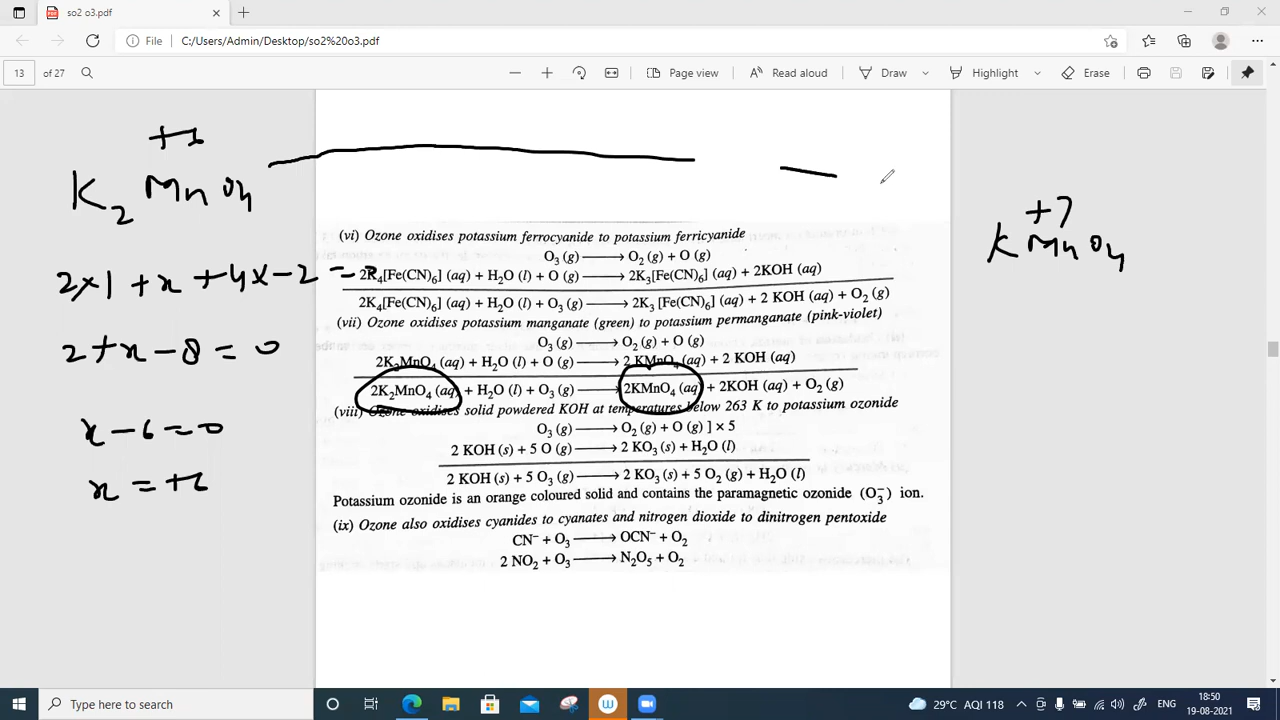 so2 o3.pdf
File C:/Users/Admin/Desktop/so2%20o3.pdf
13 of 27 Page view Read aloud Draw Highlight Erase
+6
K2 MnO4
2×1 + x + 4x-2 = 0
2+x-8=0
x-6=0
x = +6
+7
KMnO4
(vi) Ozone oxidises potassium ferrocyanide to potassium ferricyanide
O3 (g) ⟶ O2 (g) + O (g)
2K4[Fe(CN)6] (aq) + H2O (l) + O (g) ⟶ 2K3[Fe(CN)6] (aq) + 2KOH (aq)
2K4[Fe(CN)6] (aq) + H2O (l) + O3 (g) ⟶ 2K3 [Fe(CN)6] (aq) + 2 KOH (aq) + O2 (g)
(vii) Ozone oxidises potassium manganate (green) to potassium permanganate (pink-violet)
O3 (g) ⟶ O2 (g) + O (g)
2K2MnO4 (aq) + H2O (l) + O (g) ⟶ 2 KMnO4 (aq) + 2 KOH (aq)
2K2MnO4 (aq) + H2O (l) + O3 (g) ⟶ 2KMnO4 (aq) + 2KOH (aq) + O2 (g)
(viii) Ozone oxidises solid powdered KOH at temperatures below 263 K to potassium ozonide
O3 (g) ⟶ O2 (g) + O (g) ] × 5
2 KOH (s) + 5 O (g) ⟶ 2 KO3 (s) + H2O (l)
2 KOH (s) + 5 O3 (g) ⟶ 2 KO3 (s) + 5 O2 (g) + H2O (l)
Potassium ozonide is an orange coloured solid and contains the paramagnetic ozonide (O3−) ion.
(ix) Ozone also oxidises cyanides to cyanates and nitrogen dioxide to dinitrogen pentoxide
CN− + O3 ⟶ OCN− + O2
2 NO2 + O3 ⟶ N2O5 + O2
Type here to search
29°C AQI 118 ENG 18:50
19-08-2021